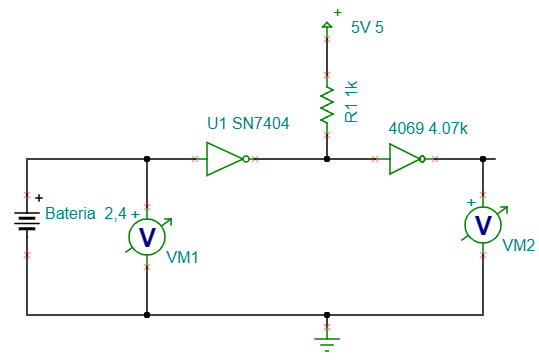 +
5V 5
R1 1k
U1 SN7404
4069 4.07k
+
Bateria 2,4
+
V
VM1
+
V
VM2